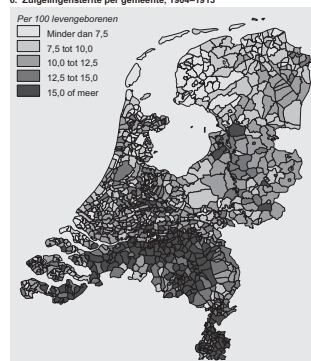 6. Zuigelingensterfte per gemeente, 1904–1913
Per 100 levengeborenen
Minder dan 7,5
7,5 tot 10,0
10,0 tot 12,5
12,5 tot 15,0
15,0 of meer